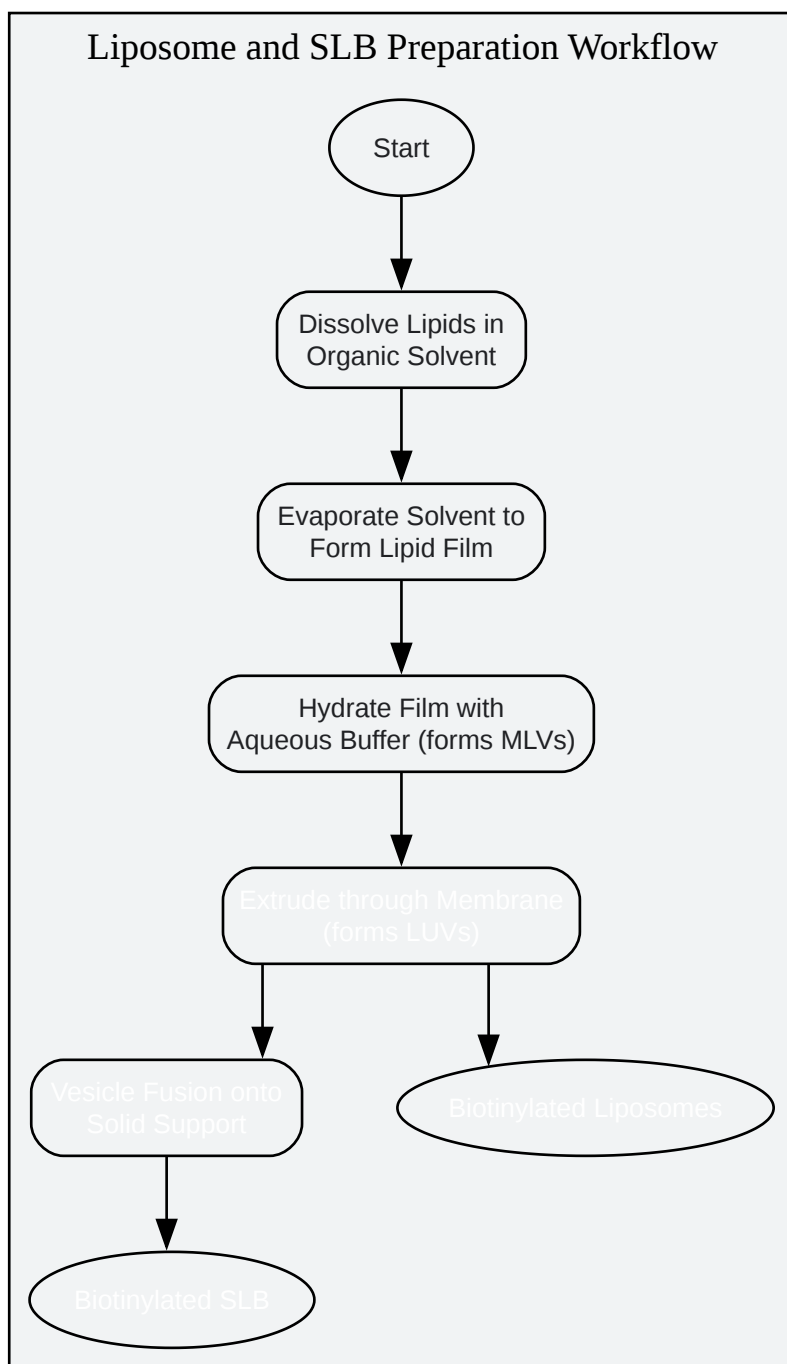 Liposome and SLB Preparation Workflow
Start
Dissolve Lipids in
Organic Solvent
Evaporate Solvent to
Form Lipid Film
Hydrate Film with
Aqueous Buffer (forms MLVs)
Extrude through Membrane
(forms LUVs)
Vesicle Fusion onto
Solid Support
Biotinylated Liposomes
Biotinylated SLB